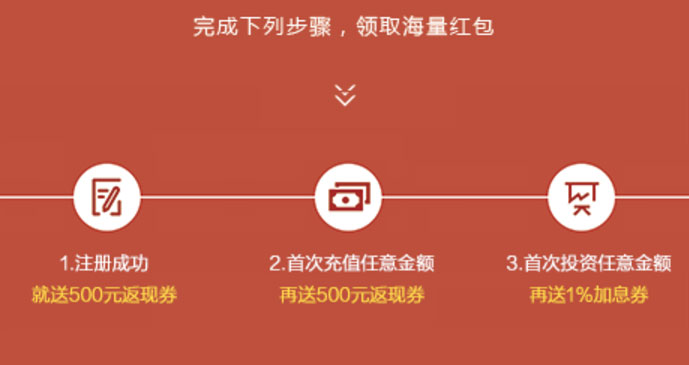 完成下列步骤，领取海量红包
1.注册成功
就送500元返现券
2.首次充值任意金额
再送500元返现券
3.首次投资任意金额
再送1%加息券